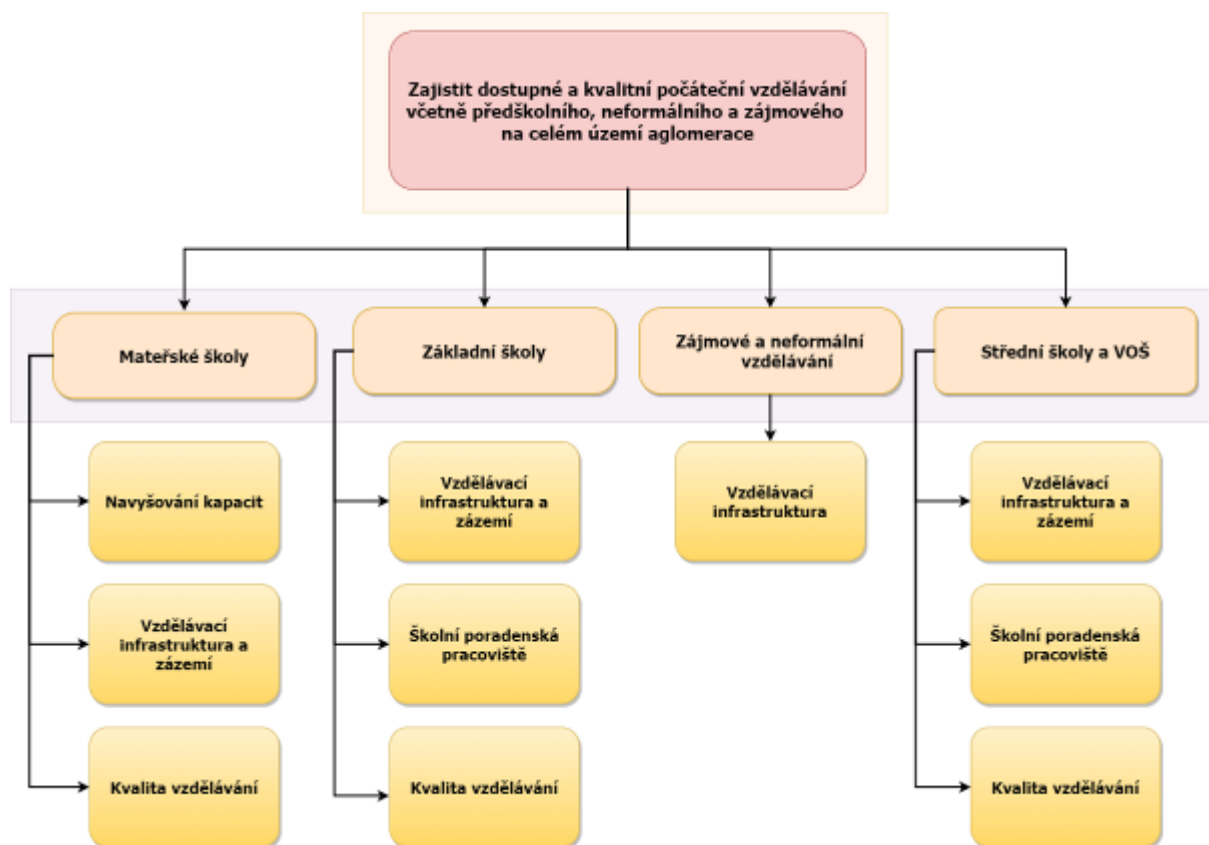 Zajistit dostupné a kvalitní počáteční vzdělávání
včetně předškolního, neformálního a zájmového
na celém území aglomerace
Mateřské školy
Základní školy
Zájmové a neformální
vzdělávání
Střední školy a VOŠ
Navyšování kapacit
Vzdělávací
infrastruktura a
zázemí
Vzdělávací
infrastruktura
Vzdělávací
infrastruktura a
zázemí
Vzdělávací
infrastruktura a
zázemí
Školní poradenská
pracoviště
Školní poradenská
pracoviště
Kvalita vzdělávání
Kvalita vzdělávání
Kvalita vzdělávání